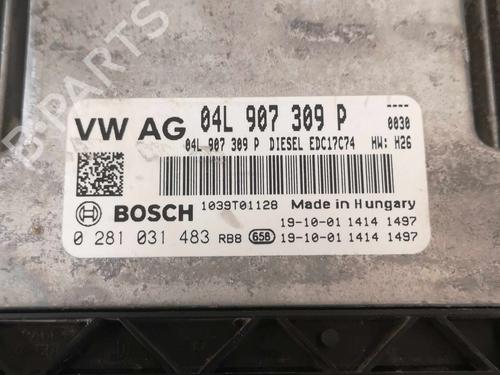 B-PARTS
VW AG 04L 907 309 P ----
0030
04L 907 309 P DIESEL EDC17C74 HW: H26
1039T01128 Made in Hungary
BOSCH 19-10-01 1414 1497
0 281 031 483 RBB 658 19-10-01 1414 1497